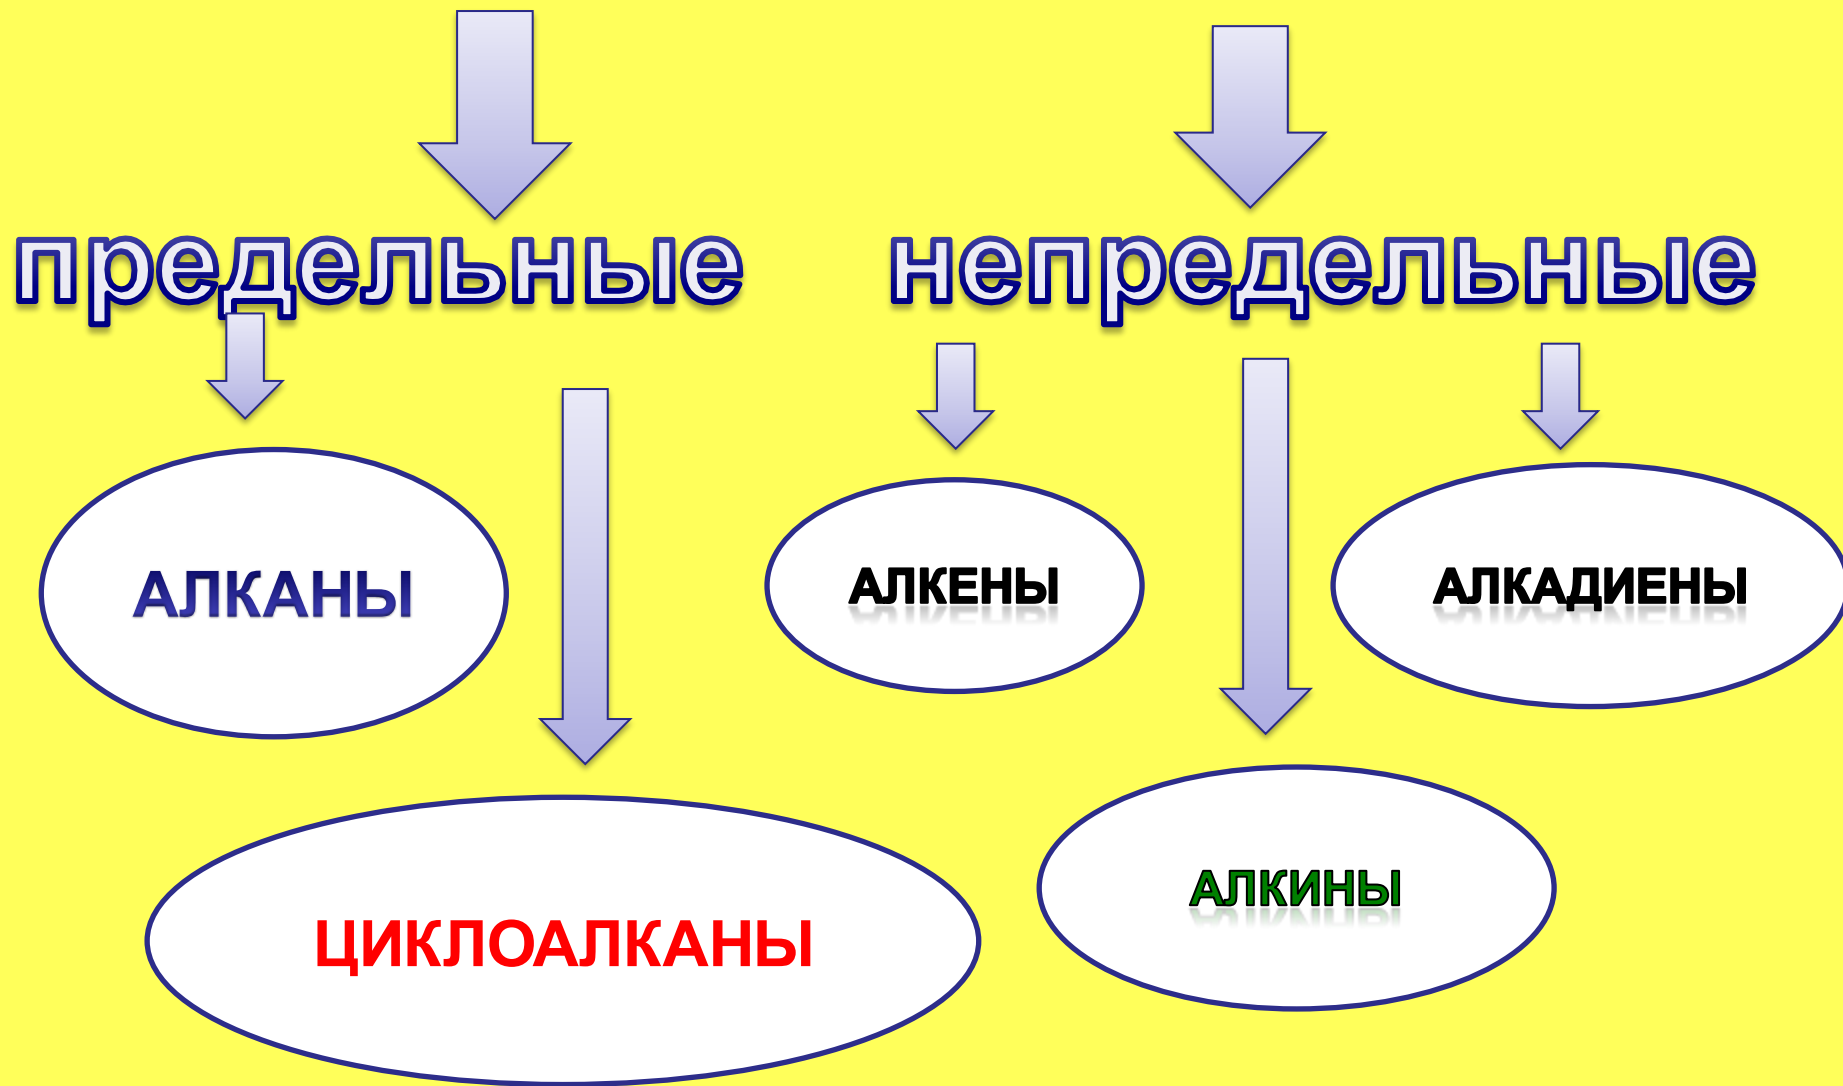 предельные
непредельные
АЛКАНЫ
АЛКЕНЫ
АЛКАДИЕНЫ
АЛКИНЫ
ЦИКЛОАЛКАНЫ